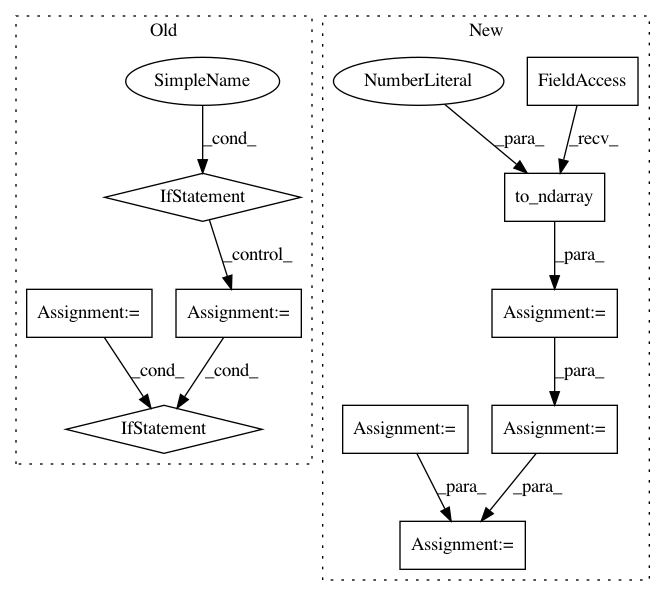 Old
New
SimpleName
NumberLiteral
FieldAccess
_cond_
_para_
_recv_
IfStatement
to_ndarray
_control_
_para_
Assignment:=
Assignment:=
Assignment:=
_cond_
_cond_
_para_
IfStatement
Assignment:=
Assignment:=
_para_
_para_
Assignment:=